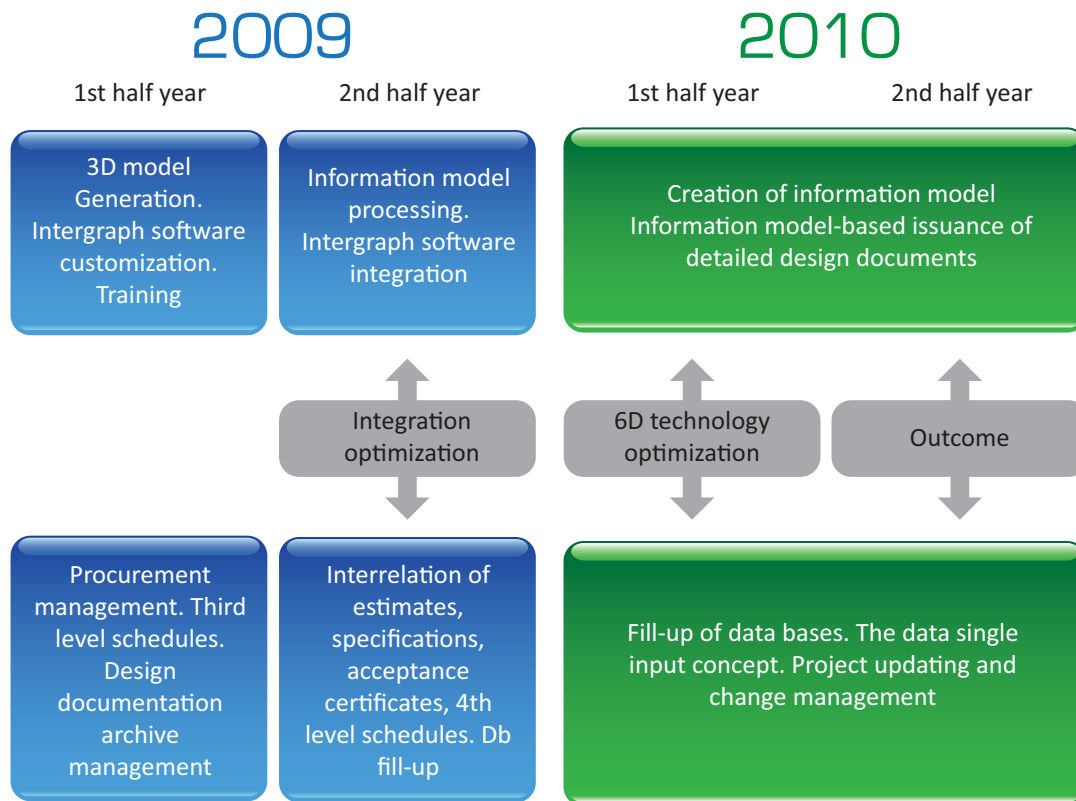 2009
2010
1st half year
2nd half year
1st half year
2nd half year
3D model
Generation.
Intergraph software
customization.
Training
Information model
processing.
Intergraph software
integration
Creation of information model
Information model-based issuance of
detailed design documents
Integration
optimization
6D technology
optimization
Outcome
Procurement
management. Third
level schedules.
Design
documentation
archive
management
Interrelation of
estimates,
specifications,
acceptance
certificates, 4th
level schedules. Db
fill-up
Fill-up of data bases. The data single
input concept. Project updating and
change management